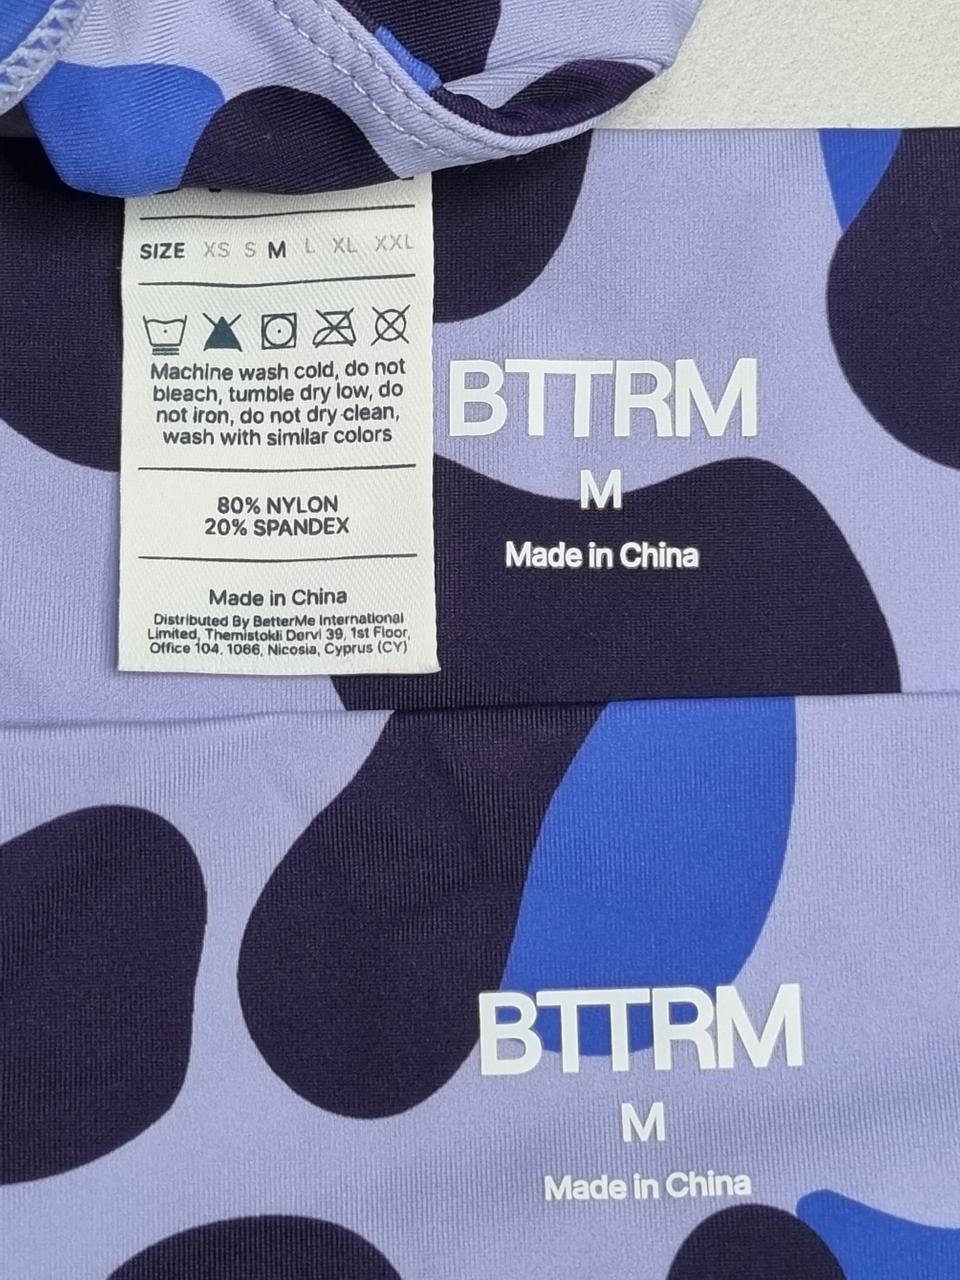 SIZE XS S M L XL XXL
Machine wash cold, do not
bleach, tumble dry low, do
not iron, do not dry clean,
wash with similar colors
80% NYLON
20% SPANDEX
Made in China
Distributed By BetterMe International
Limited, Themistokli Dervi 39, 1st Floor,
Office 104, 1066, Nicosia, Cyprus (CY)
BTTRM
M
Made in China
BTTRM
M
Made in China